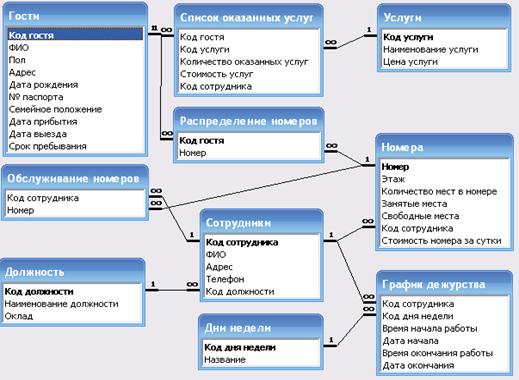 Гости
Код гостя
ФИО
Пол
Адрес
Дата рождения
№ паспорта
Семейное положение
Дата прибытия
Дата выезда
Срок пребывания
Список оказанных услуг
Код гостя
Код услуги
Количество оказанных услуг
Стоимость услуг
Код сотрудника
Услуги
Код услуги
Наименование услуги
Цена услуги
Распределение номеров
Код гостя
Номер
Номера
Номер
Этаж
Количество мест в номере
Занятые места
Свободные места
Код сотрудника
Стоимость номера за сутки
Обслуживание номеров
Код сотрудника
Номер
Сотрудники
Код сотрудника
ФИО
Адрес
Телефон
Код должности
Должность
Код должности
Наименование должности
Оклад
Дни недели
Код дня недели
Название
График дежурства
Код сотрудника
Код дня недели
Время начала работы
Дата начала
Время окончания работы
Дата окончания
1
1
∞
∞
∞
1
∞
1
∞
∞
1
1
∞
1
∞
∞
∞
1